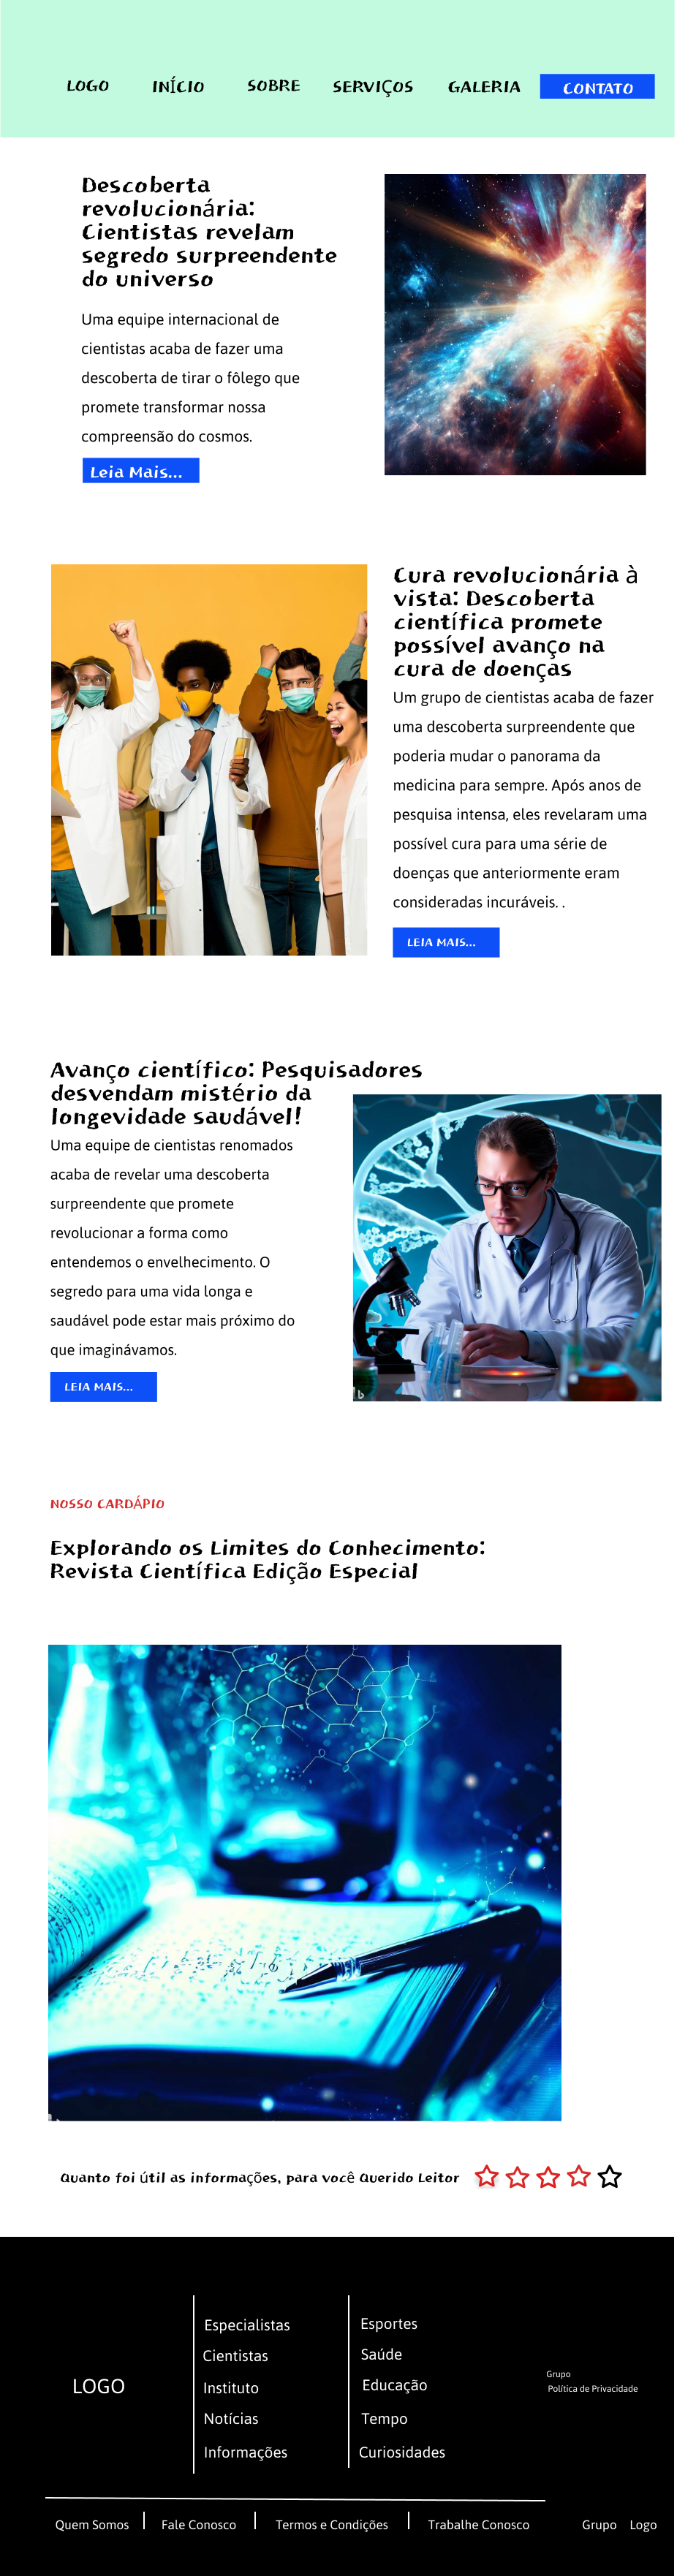 LOGO INÍCIO SOBRE SERVIÇOS GALERIA CONTATO
Descoberta
revolucionária:
Cientistas revelam
segredo surpreendente
do universo
Uma equipe internacional de
cientistas acaba de fazer uma
descoberta de tirar o fôlego que
promete transformar nossa
compreensão do cosmos.
Leia Mais...
Cura revolucionária à
vista: Descoberta
científica promete
possível avanço na
cura de doenças
Um grupo de cientistas acaba de fazer
uma descoberta surpreendente que
poderia mudar o panorama da
medicina para sempre. Após anos de
pesquisa intensa, eles revelaram uma
possível cura para uma série de
doenças que anteriormente eram
consideradas incuráveis. .
LEIA MAIS...
Avanço científico: Pesquisadores
desvendam mistério da
longevidade saudável!
Uma equipe de cientistas renomados
acaba de revelar uma descoberta
surpreendente que promete
revolucionar a forma como
entendemos o envelhecimento. O
segredo para uma vida longa e
saudável pode estar mais próximo do
que imaginávamos.
LEIA MAIS...
NOSSO CARDÁPIO
Explorando os Limites do Conhecimento:
Revista Científica Edição Especial
Quanto foi útil as informações, para você Querido Leitor
LOGO
Especialistas
Cientistas
Instituto
Notícias
Informações
Esportes
Saúde
Educação
Tempo
Curiosidades
Grupo
Política de Privacidade
Quem Somos Fale Conosco Termos e Condições Trabalhe Conosco Grupo Logo